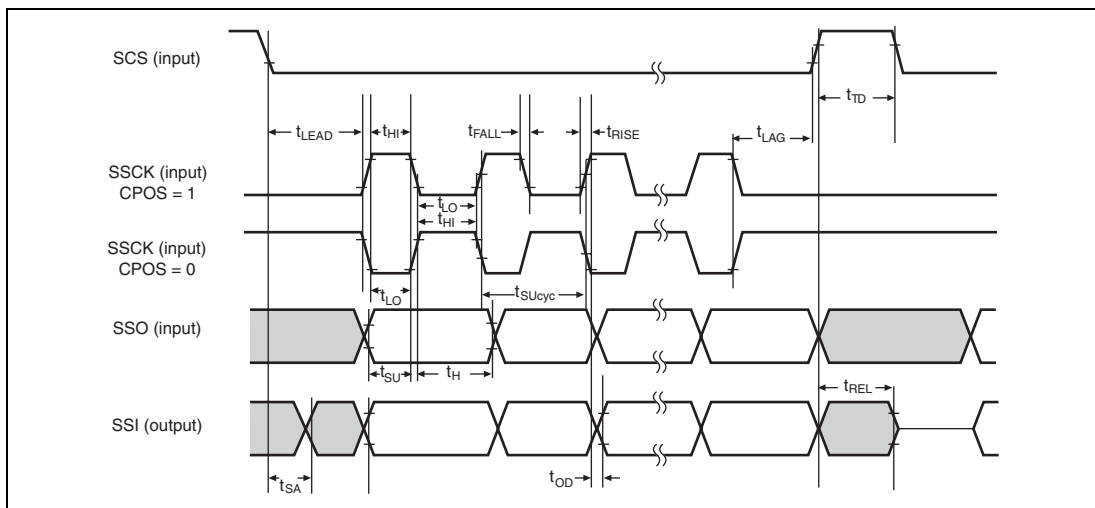 SCS (input)
tTD
tLEAD
tHI
tFALL
tRISE
tLAG
SSCK (input)
CPOS = 1
tLO
tHI
SSCK (input)
CPOS = 0
tLO
tSUcyc
SSO (input)
tSU
tH
tREL
SSI (output)
tSA
tOD